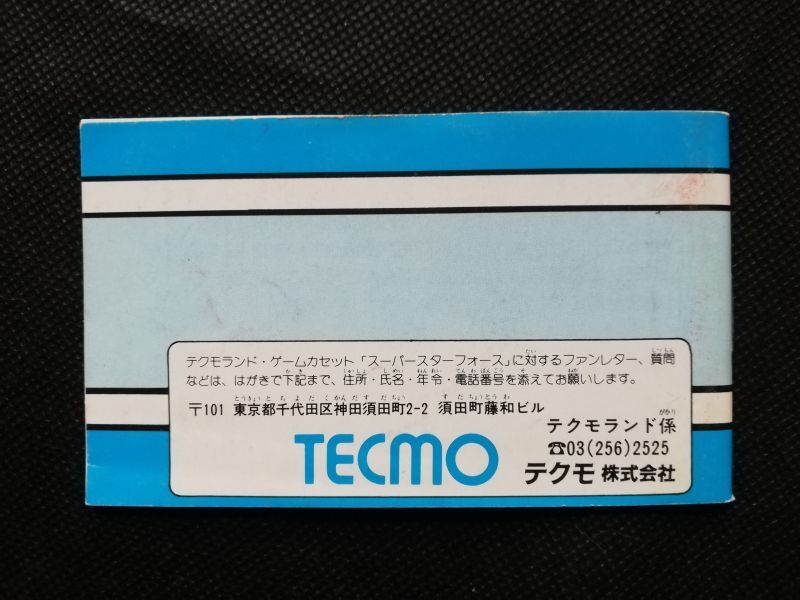 テクモランド・ゲームカセット「スーパースターフォース」に対するファンレター、質問
などは、はがきで下記まで、住所・氏名・年令・電話番号を添えてお願いします。
〒101 東京都千代田区神田須田町2-2 須田町藤和ビル
テクモランド係
☎03(256)2525
TECMO テクモ 株式会社